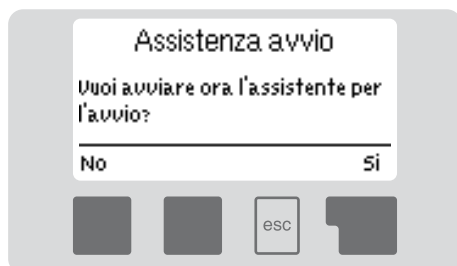 Assistenza avvio
Vuoi avviare ora l'assistente per
l'avvio?
No Si
esc